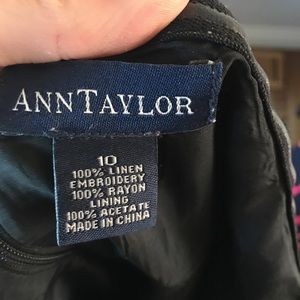 ANNTAYLOR
10
100% LINEN
EMBROIDERY
100% RAYON
LINING
100% ACETATE
MADE IN CHINA